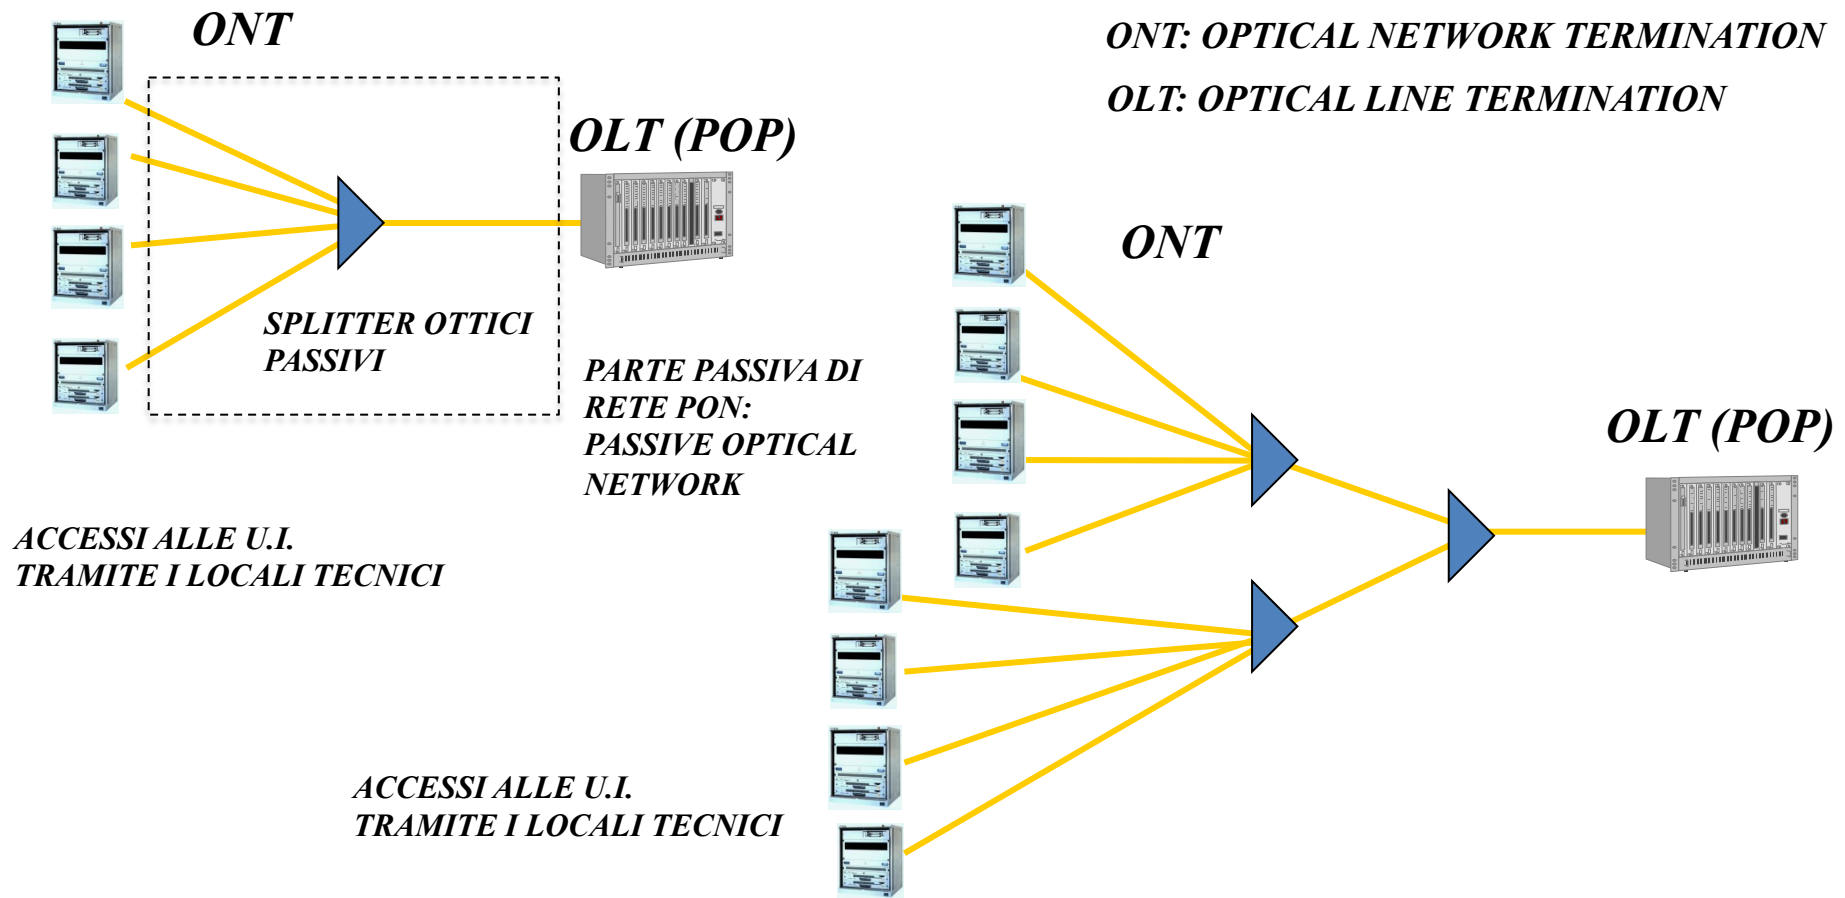 ONT
ONT: OPTICAL NETWORK TERMINATION
OLT: OPTICAL LINE TERMINATION
OLT (POP)
ONT
SPLITTER OTTICI
PASSIVI
PARTE PASSIVA DI
RETE PON:
PASSIVE OPTICAL
NETWORK
OLT (POP)
ACCESSI ALLE U.I.
TRAMITE I LOCALI TECNICI
ACCESSI ALLE U.I.
TRAMITE I LOCALI TECNICI